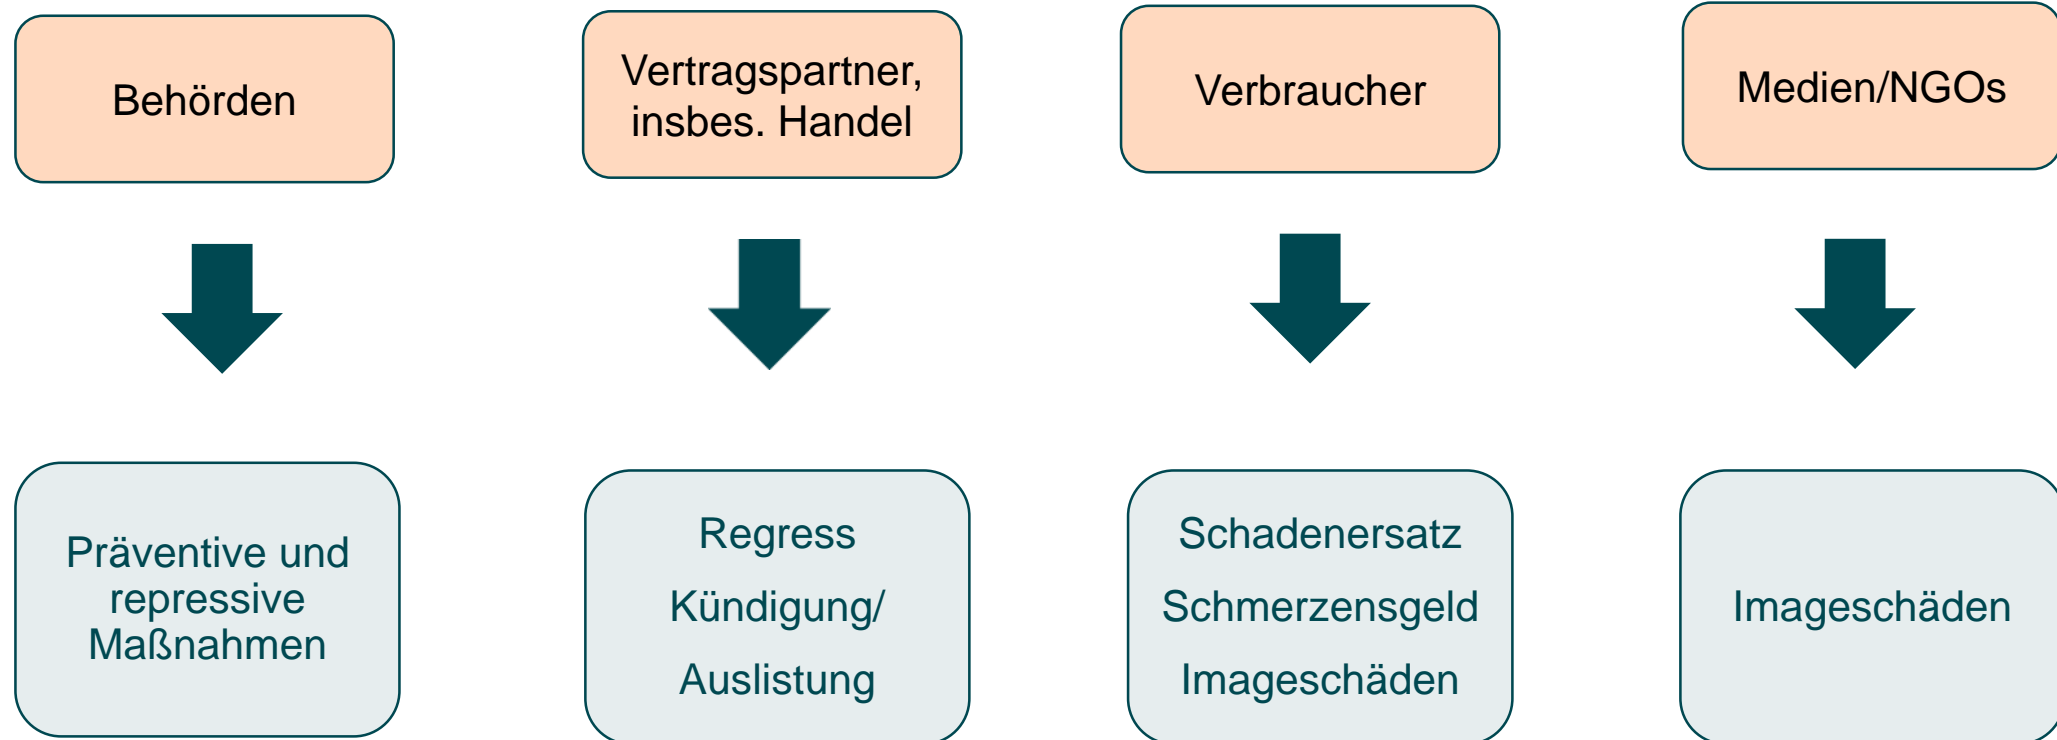 Behörden
Vertragspartner,
insbes. Handel
Verbraucher
Medien/NGOs
Präventive und
repressive
Maßnahmen
Regress
Kündigung/
Auslistung
Schadenersatz
Schmerzensgeld
Imageschäden
Imageschäden